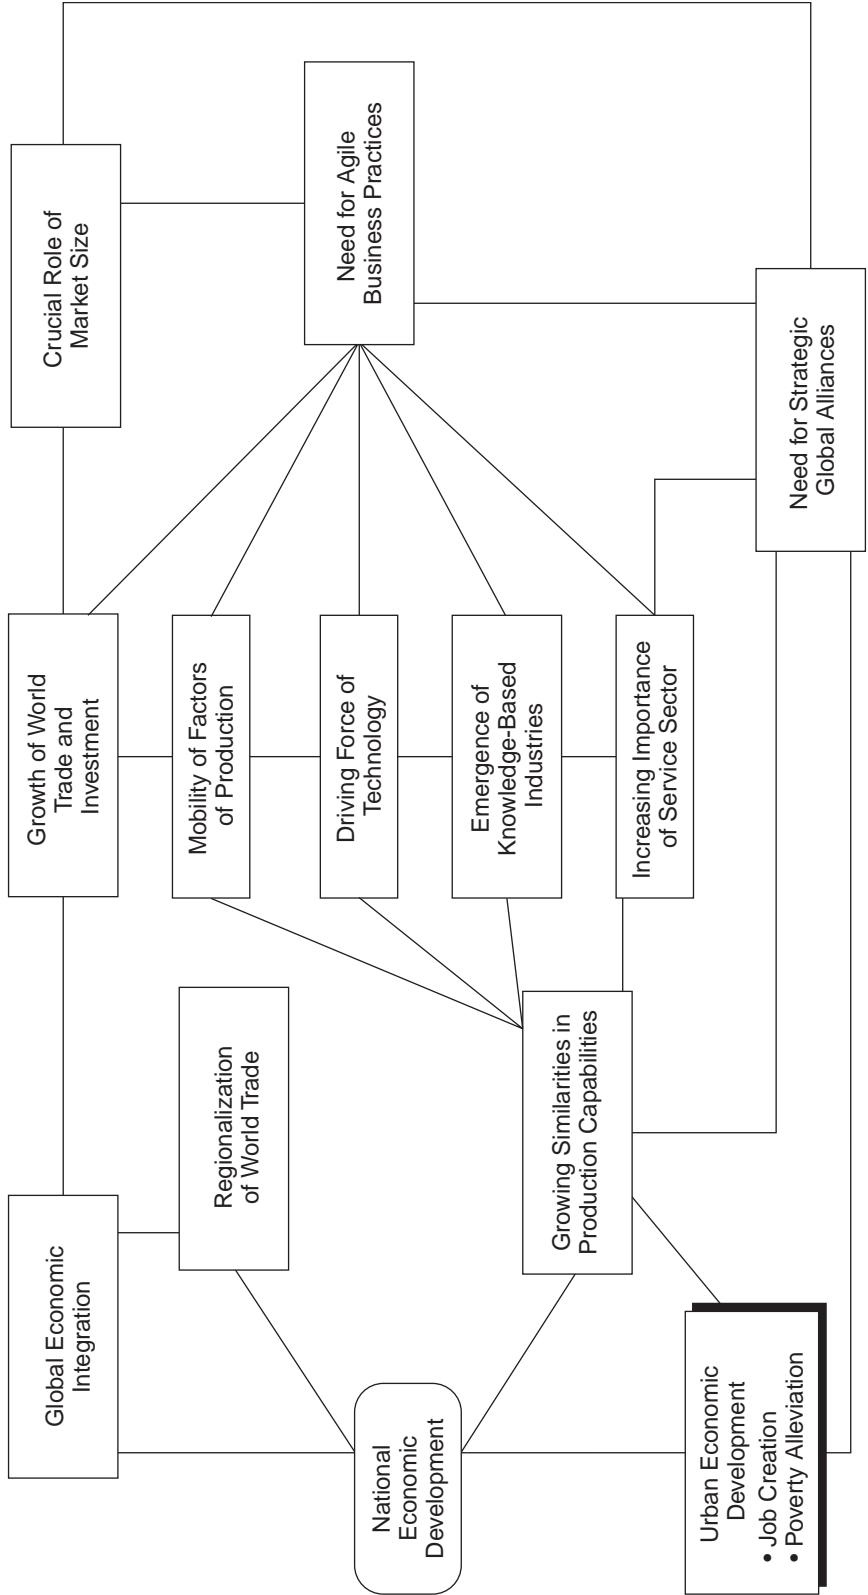 Global Economic
Integration
Growth of World
Trade and
Investment
Crucial Role of
Market Size
Regionalization
of World Trade
Mobility of Factors
of Production
Need for Agile
Business Practices
National
Economic
Development
Driving Force of
Technology
Growing Similarities in
Production Capabilities
Emergence of
Knowledge-Based
Industries
Increasing Importance
of Service Sector
Urban Economic
Development
• Job Creation
• Poverty Alleviation
Need for Strategic
Global Alliances